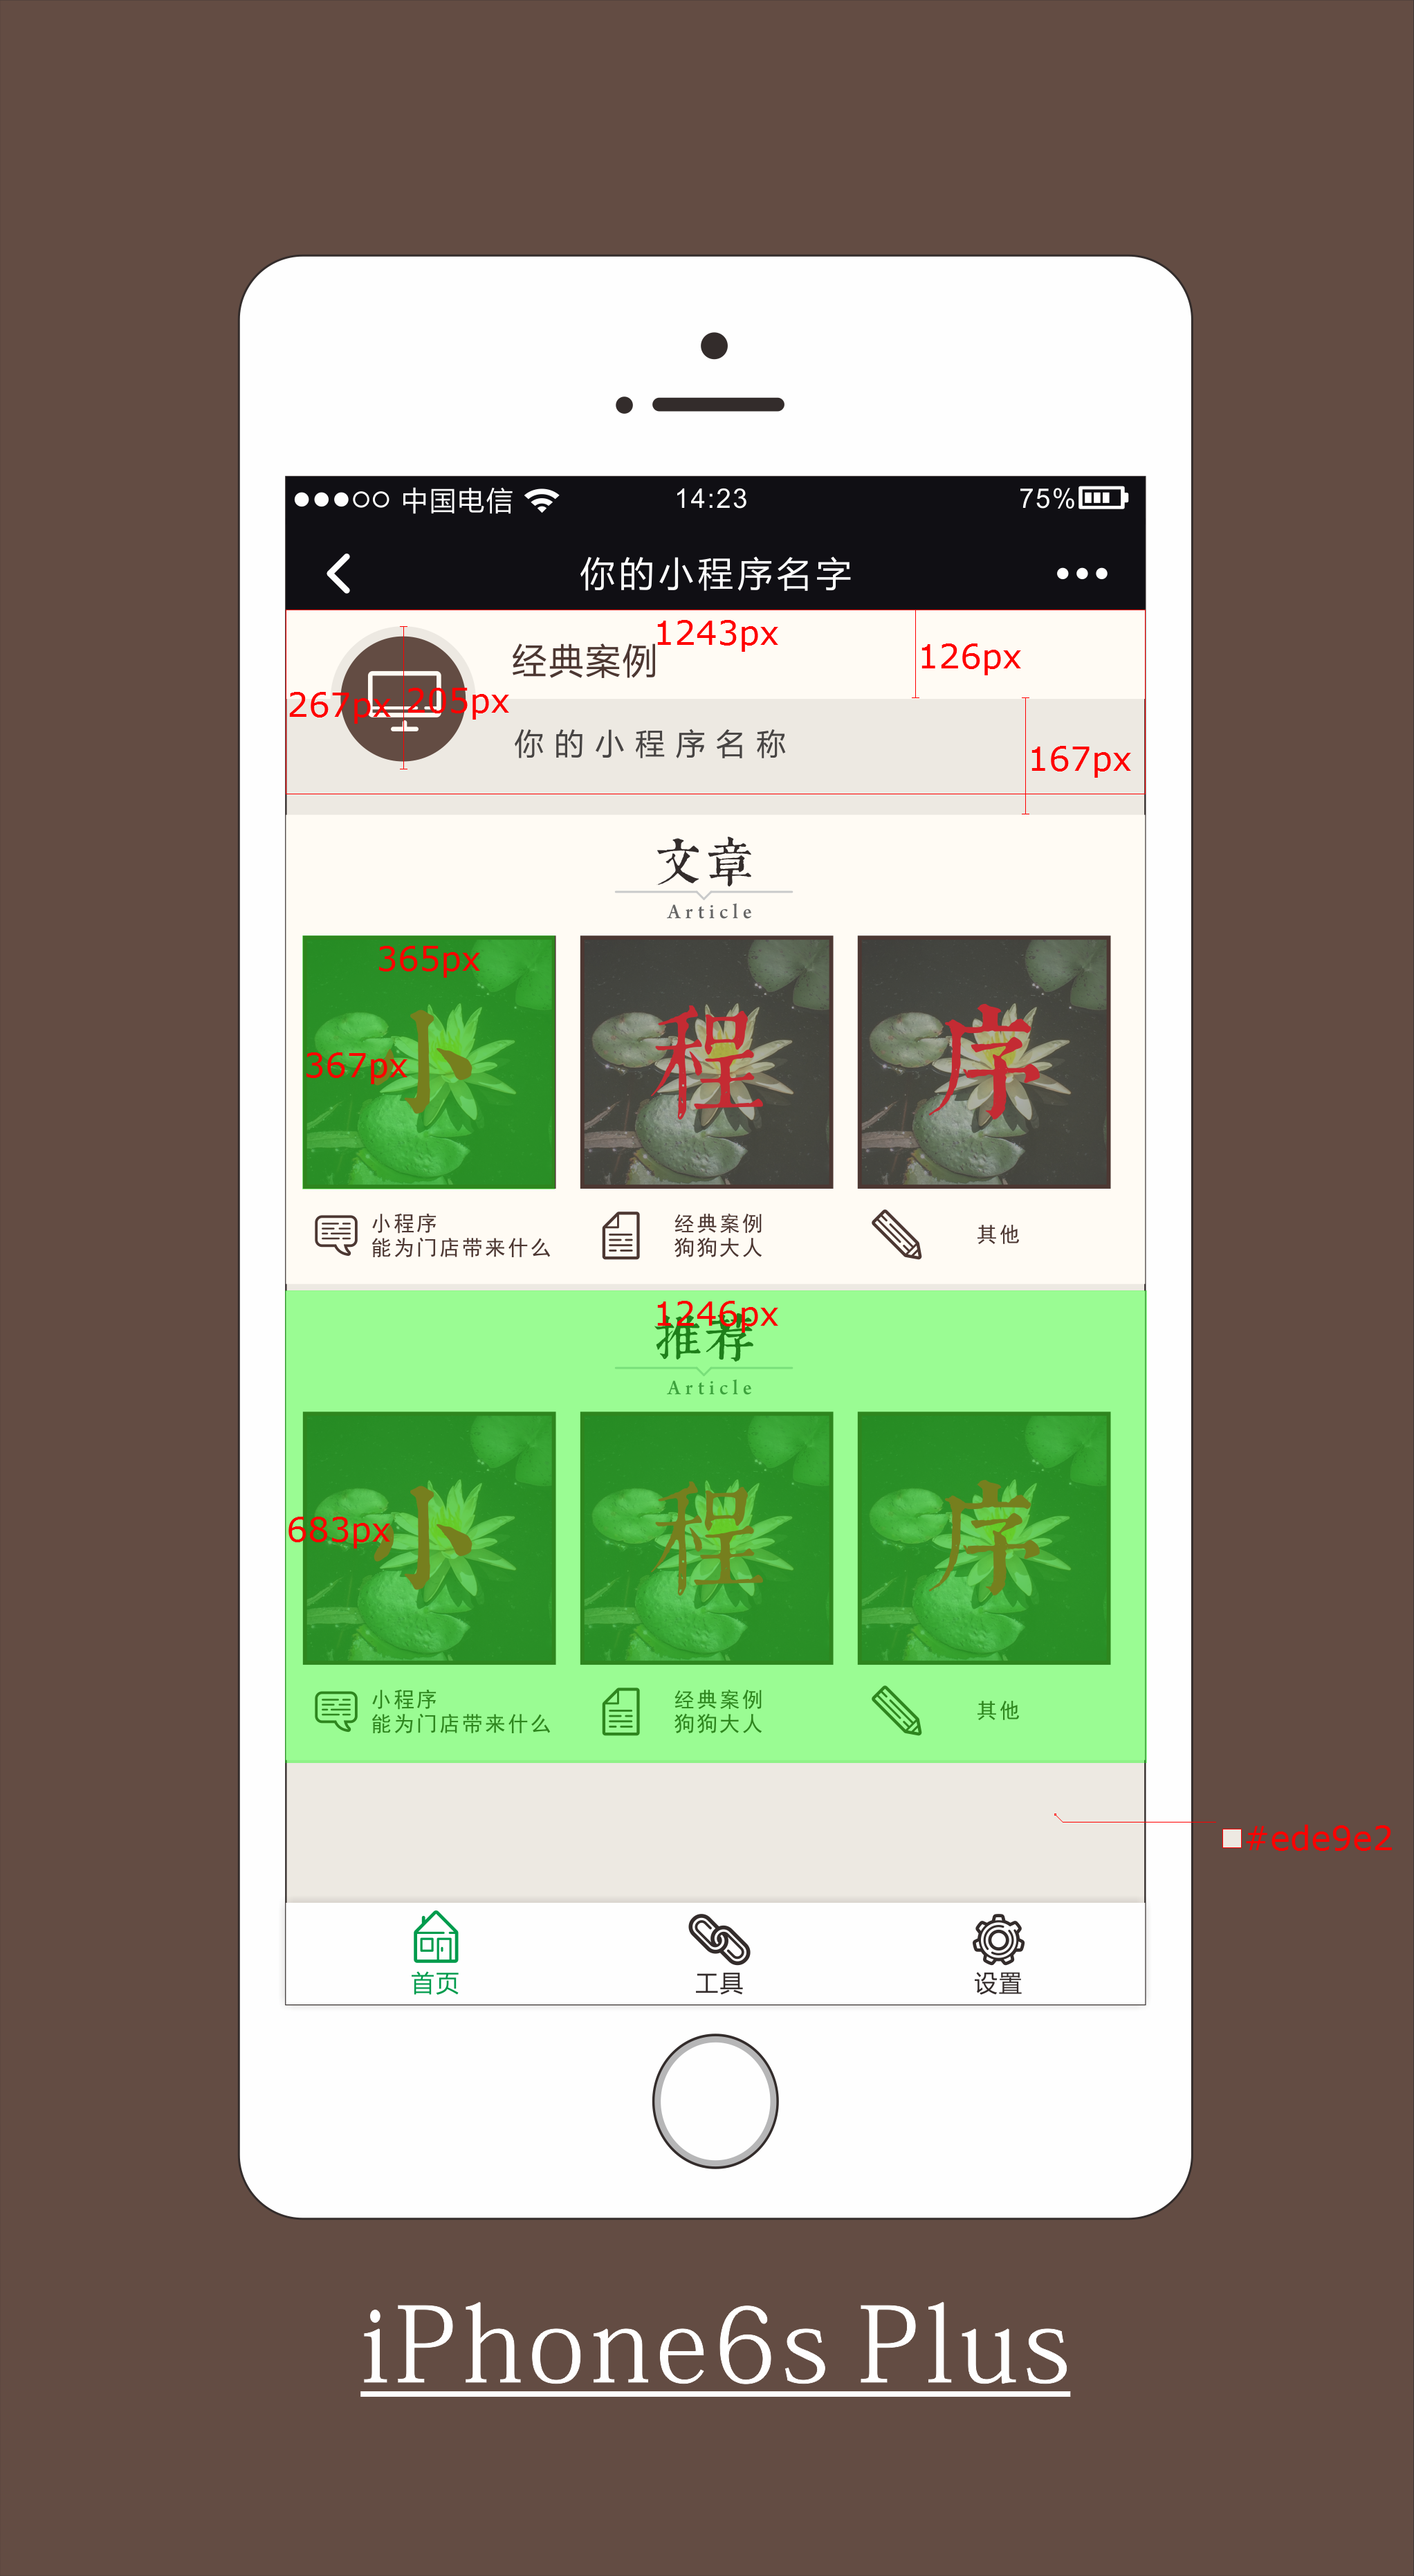 中国电信 14:23 75%
你的小程序名字
1243px
经典案例
126px
267px
205px
你的小程序名称
167px
文章
Article
365px
367px
小 程 序
小程序
能为门店带来什么
经典案例
狗狗大人
其他
1246px
推荐
Article
683px
小 程 序
小程序
能为门店带来什么
经典案例
狗狗大人
其他
#ede9e2
首页 工具 设置
iPhone6s Plus